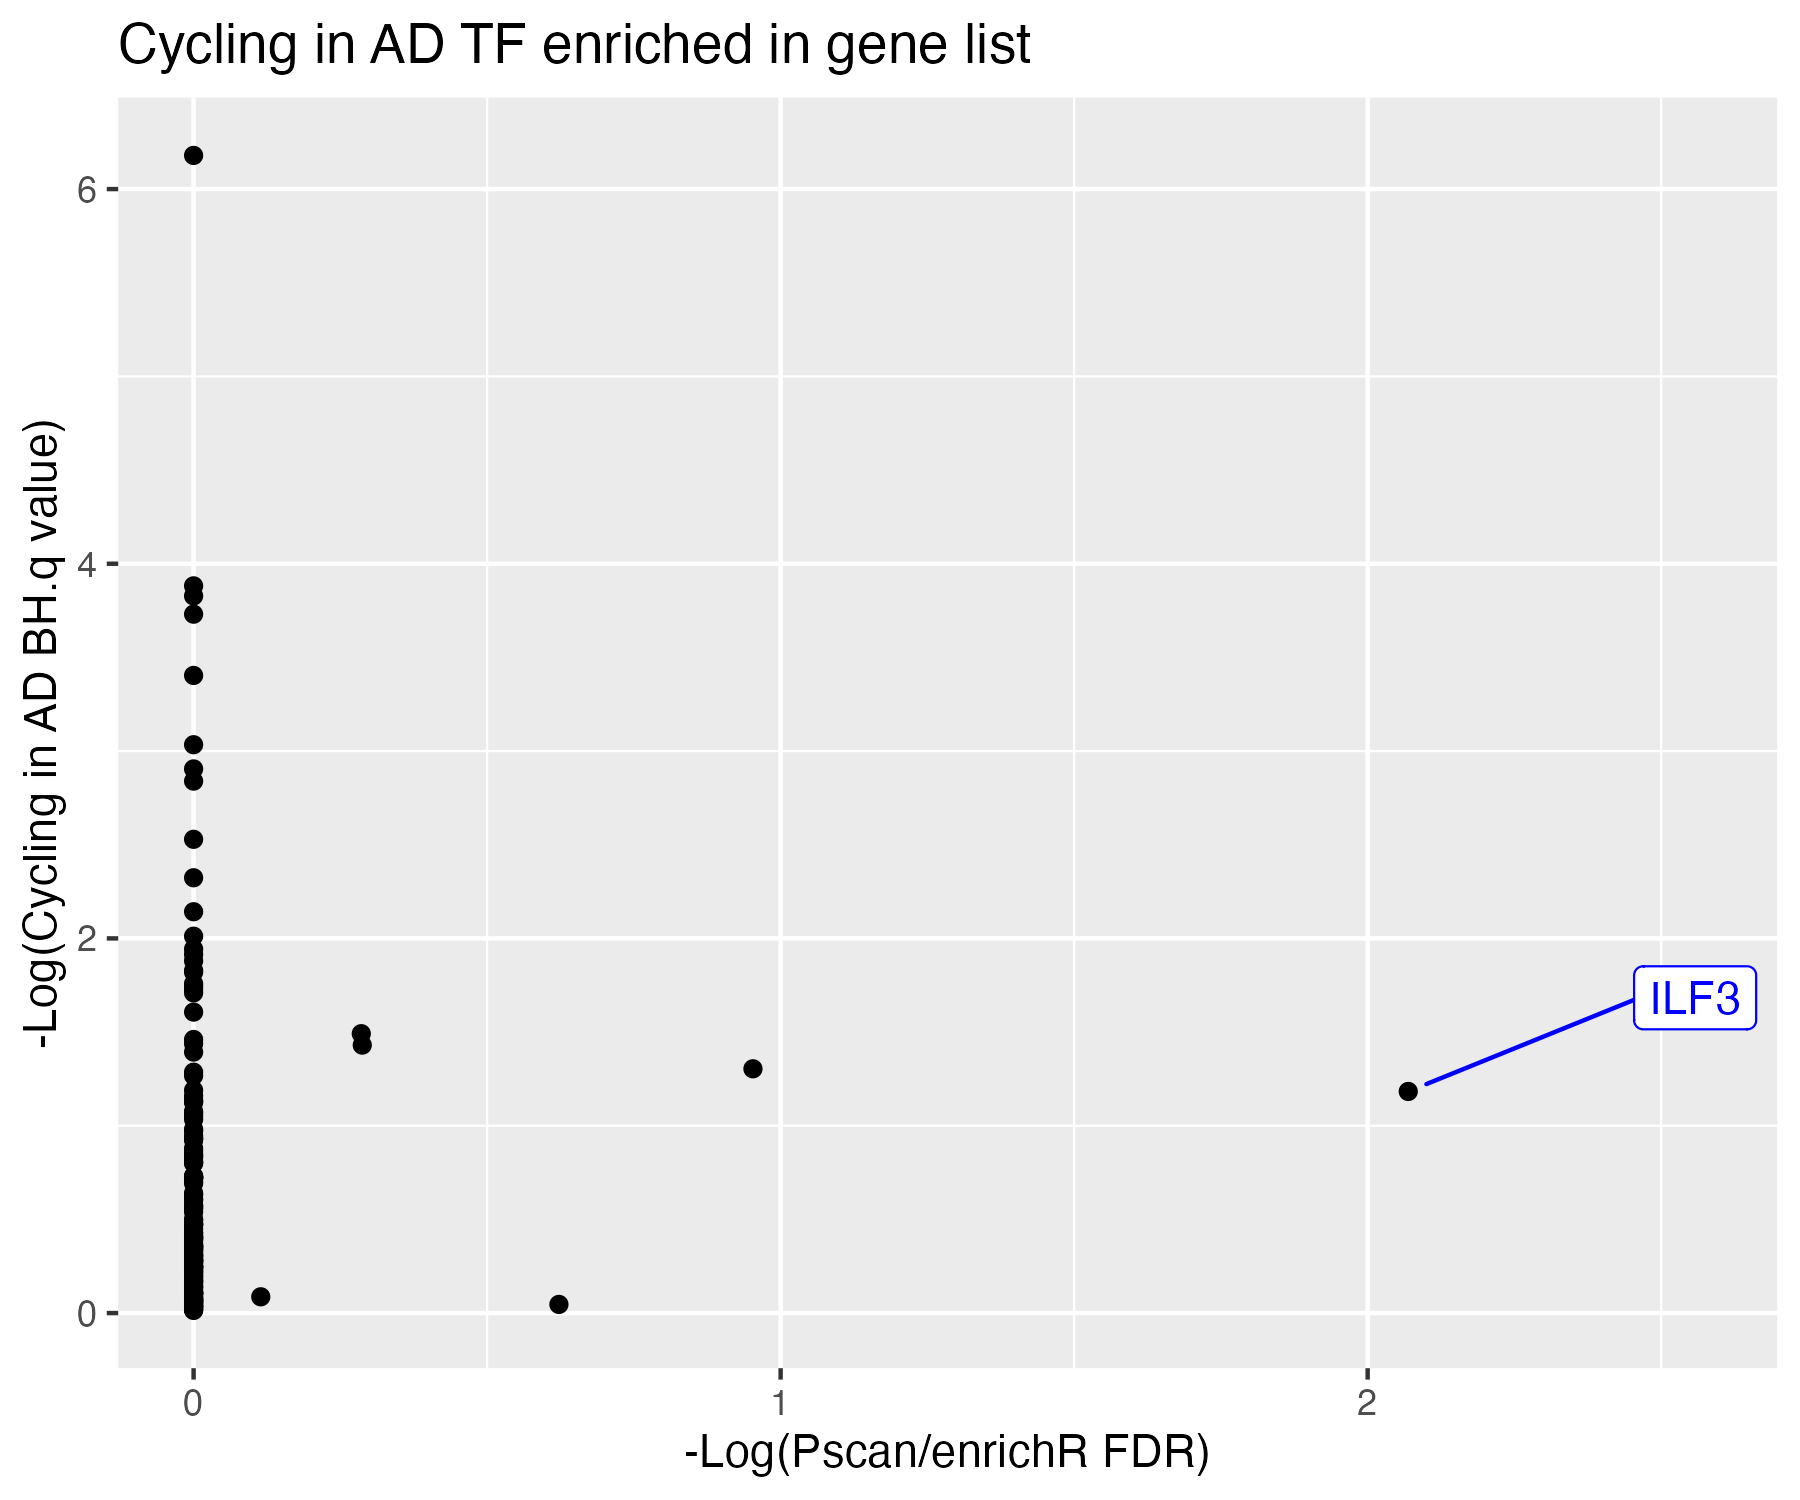 Cycling in AD TF enriched in gene list
-Log(Cycling in AD BH.q value)
6
4
2
0
ILF3
0 1 2
-Log(Pscan/enrichR FDR)